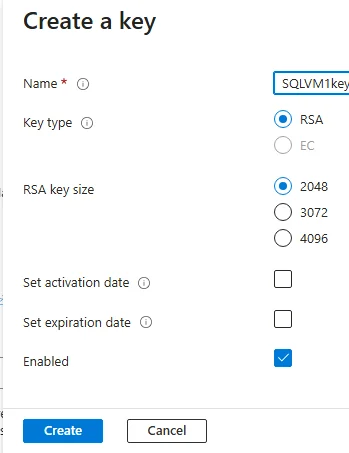 Create a key
Name *
SQLVM1key
Key type
RSA
EC
RSA key size
2048
3072
4096
Set activation date
Set expiration date
Enabled
Create
Cancel